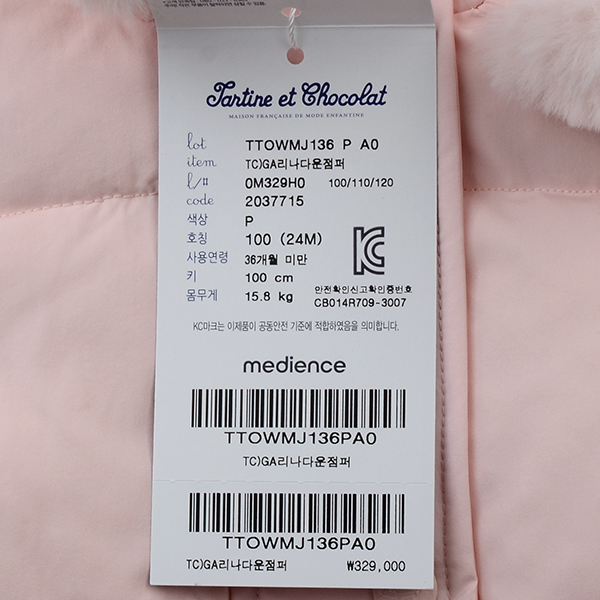 Tartine et Chocolat
MAISON FRANÇAISE DE MODE ENFANTINE
lot TTOWMJ136 P A0
item TC)GA리나다운점퍼
l/# 0M329H0 100/110/120
code 2037715
색상 P
호칭 100 (24M)
사용연령 36개월 미만
키 100 cm
몸무게 15.8 kg
안전확인신고확인증번호
CB014R709-3007
KC마크는 이제품이 공동안전 기준에 적합하였음을 의미합니다.
medience
TTOWMJ136PA0
TC)GA리나다운점퍼
TTOWMJ136PA0
TC)GA리나다운점퍼 ₩329,000